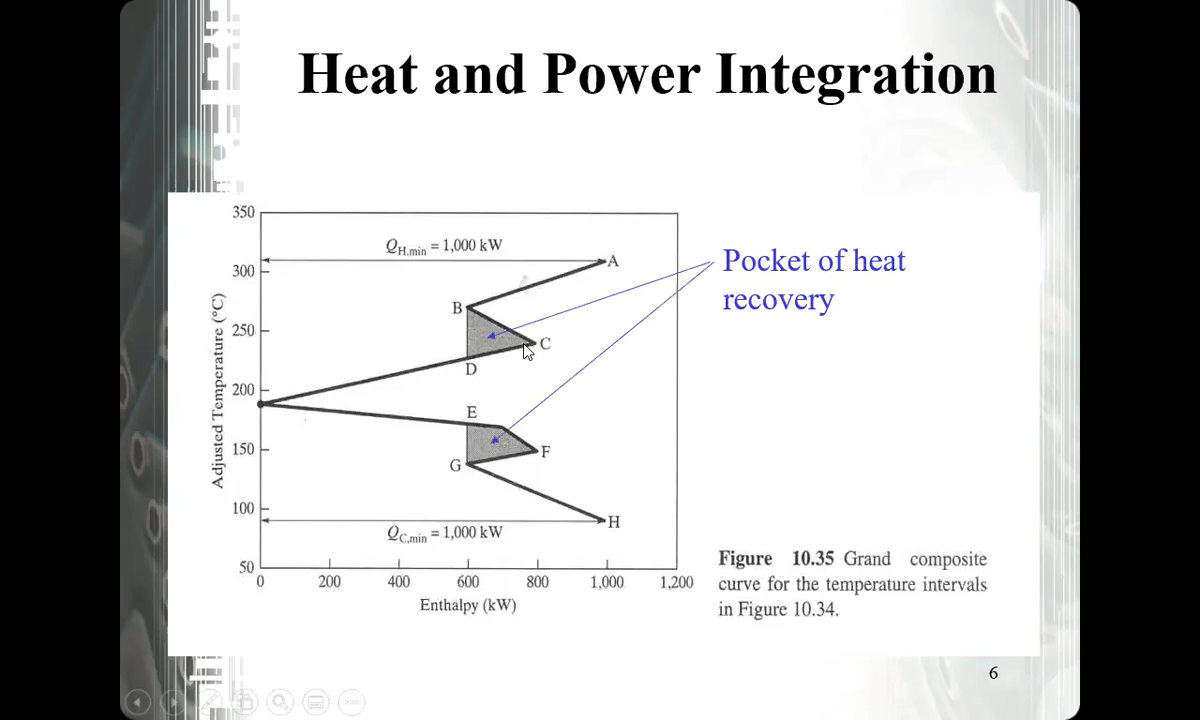 Heat and Power Integration
350
300
250
200
150
100
50
Adjusted Temperature (°C)
Q_H,min = 1,000 kW
A
B
C
D
E
F
G
H
Q_C,min = 1,000 kW
0
200
400
600
800
1,000
1,200
Enthalpy (kW)
Pocket of heat
recovery
Figure 10.35 Grand composite
curve for the temperature intervals
in Figure 10.34.
6